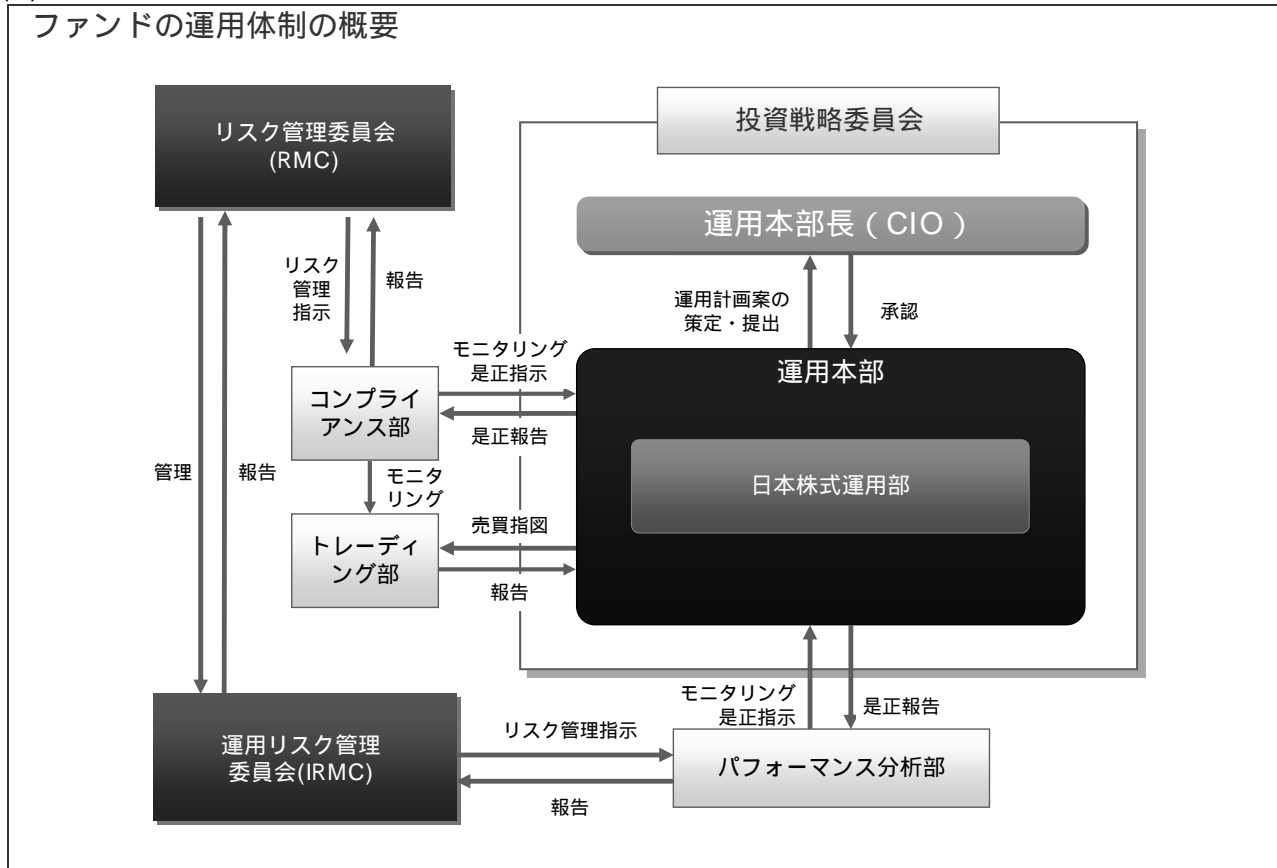 ファンドの運用体制の概要
リスク管理委員会
(RMC)
投資戦略委員会
運用本部長(CIO)
リスク
管理
指示
報告
運用計画案の
策定・提出
承認
モニタリング
是正指示
運用本部
コンプライ
アンス部
是正報告
日本株式運用部
管理
報告
モニタ
リング
トレーディ
ング部
売買指図
報告
モニタリング
是正指示
是正報告
運用リスク管理
委員会(IRMC)
リスク管理指示
パフォーマンス分析部
報告